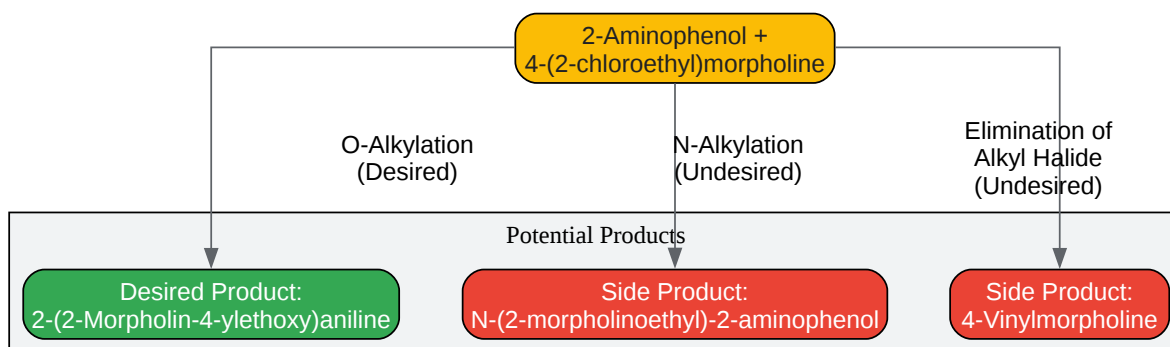 2-Aminophenol +
4-(2-chloroethyl)morpholine
O-Alkylation
(Desired)
N-Alkylation
(Undesired)
Elimination of
Alkyl Halide
(Undesired)
Potential Products
Desired Product:
2-(2-Morpholin-4-ylethoxy)aniline
Side Product:
N-(2-morpholinoethyl)-2-aminophenol
Side Product:
4-Vinylmorpholine